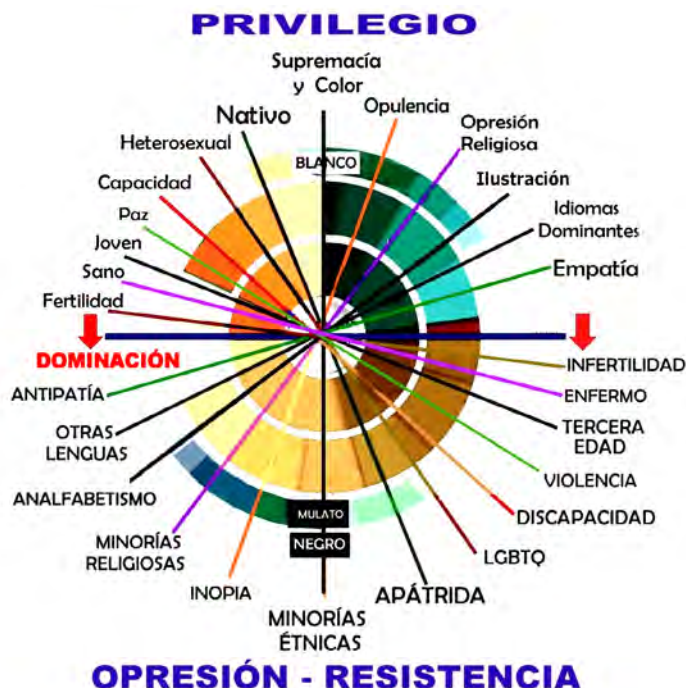 PRIVILEGIO
Supremacía
y Color
Nativo
Opulencia
Heterosexual
Opresión
Religiosa
BLANCO
Capacidad
Ilustración
Paz
Idiomas
Dominantes
Joven
Sano
Empatía
Fertilidad
DOMINACIÓN
INFERTILIDAD
ANTIPATÍA
ENFERMO
OTRAS
LENGUAS
TERCERA
EDAD
ANALFABETISMO
VIOLENCIA
MINORÍAS
RELIGIOSAS
MULATO
DISCAPACIDAD
NEGRO
LGBTQ
INOPIA
APÁTRIDA
MINORÍAS
ÉTNICAS
OPRESIÓN - RESISTENCIA